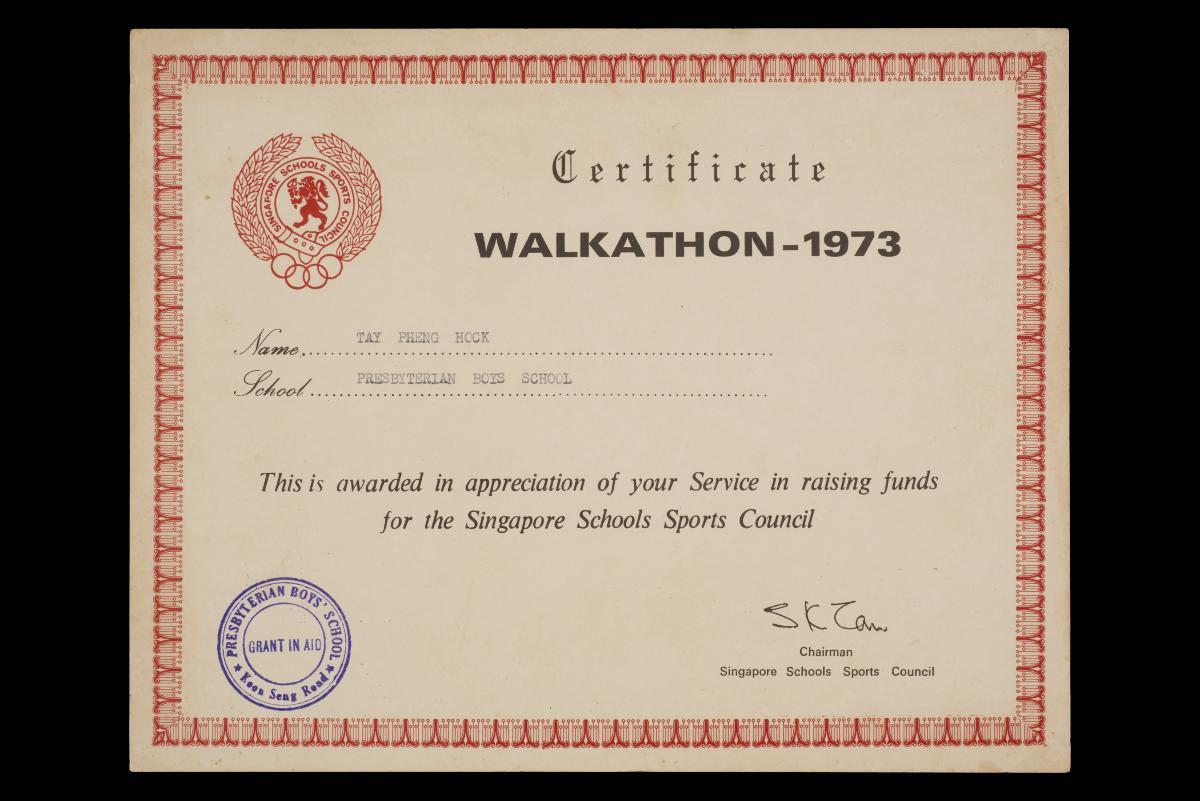 SINGAPORE SCHOOLS SPORTS COUNCIL
Certificate
WALKATHON-1973
Name TAY PHENG HOCK
School PRESBYTERIAN BOYS SCHOOL
This is awarded in appreciation of your Service in raising funds
for the Singapore Schools Sports Council
PRESBYTERIAN BOYS' SCHOOL
GRANT IN AID
★ Koon Seng Road ★
S K Tan
Chairman
Singapore Schools Sports Council